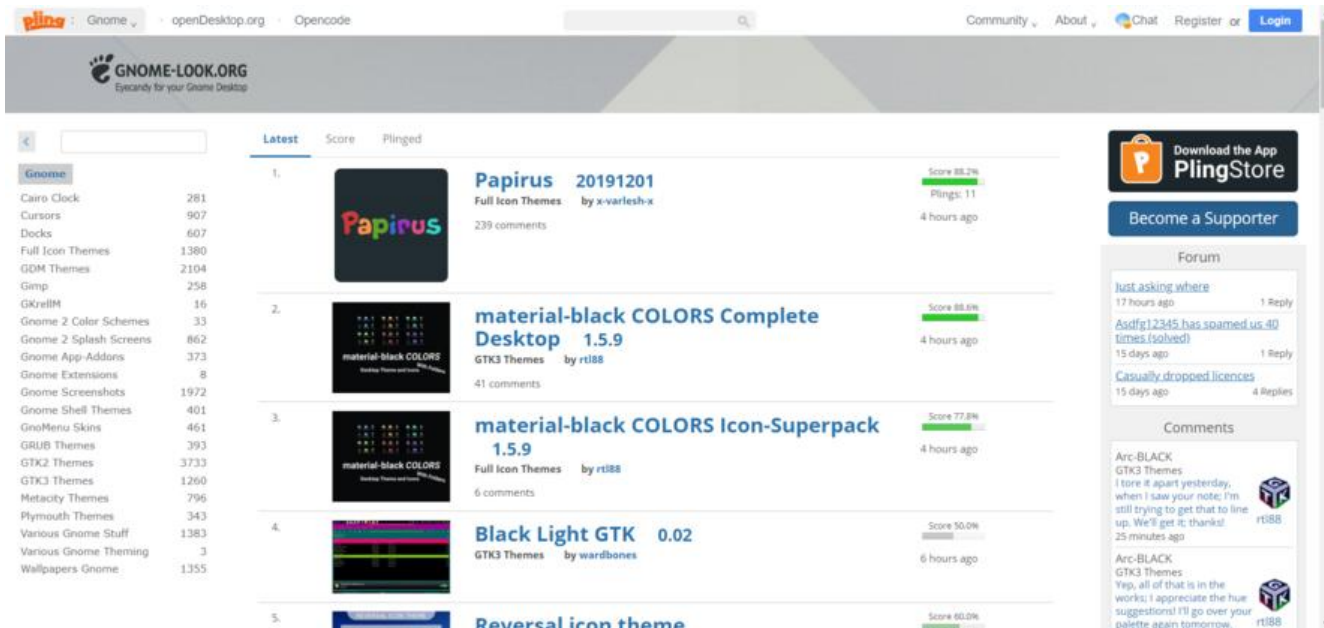 pling : Gnome openDesktop.org Opencode Community About Chat Register or Login
GNOME-LOOK.ORG
Eyecandy for your Gnome Desktop
Gnome
Cairo Clock 281
Cursors 907
Docks 607
Full Icon Themes 1380
GDM Themes 2104
Gimp 258
GKrellM 16
Gnome 2 Color Schemes 33
Gnome 2 Splash Screens 862
Gnome App-Addons 373
Gnome Extensions 8
Gnome Screenshots 1972
Gnome Shell Themes 401
GnoMenu Skins 461
GRUB Themes 393
GTK2 Themes 3733
GTK3 Themes 1260
Metacity Themes 796
Plymouth Themes 343
Various Gnome Stuff 1383
Various Gnome Theming 3
Wallpapers Gnome 1355
Latest Score Plinged
1.
Papirus
Papirus 20191201
Full Icon Themes by x-varlesh-x
239 comments
Score 88.2%
Plings: 11
4 hours ago
2.
material-black COLORS
material-black COLORS Complete
Desktop 1.5.9
GTK3 Themes by rtl88
41 comments
Score 88.6%
4 hours ago
3.
material-black COLORS
material-black COLORS Icon-Superpack
1.5.9
Full Icon Themes by rtl88
6 comments
Score 77.8%
4 hours ago
4.
Black Light GTK 0.02
GTK3 Themes by wardbones
Score 50.0%
6 hours ago
5.
Reversal icon theme
Score 60.0%
Download the App
PlingStore
Become a Supporter
Forum
Just asking where
17 hours ago 1 Reply
Asdfg12345 has spamed us 40
times (solved)
15 days ago 1 Reply
Casually dropped licences
15 days ago 4 Replies
Comments
Arc-BLACK
GTK3 Themes
I tore it apart yesterday,
when I saw your note; I'm
still trying to get that to line
up. We'll get it; thanks!
25 minutes ago
GTK
rtl88
Arc-BLACK
GTK3 Themes
Yep, all of that is in the
works; I appreciate the hue
suggestions! I'll go over your
palette again tomorrow.
GTK
rtl88